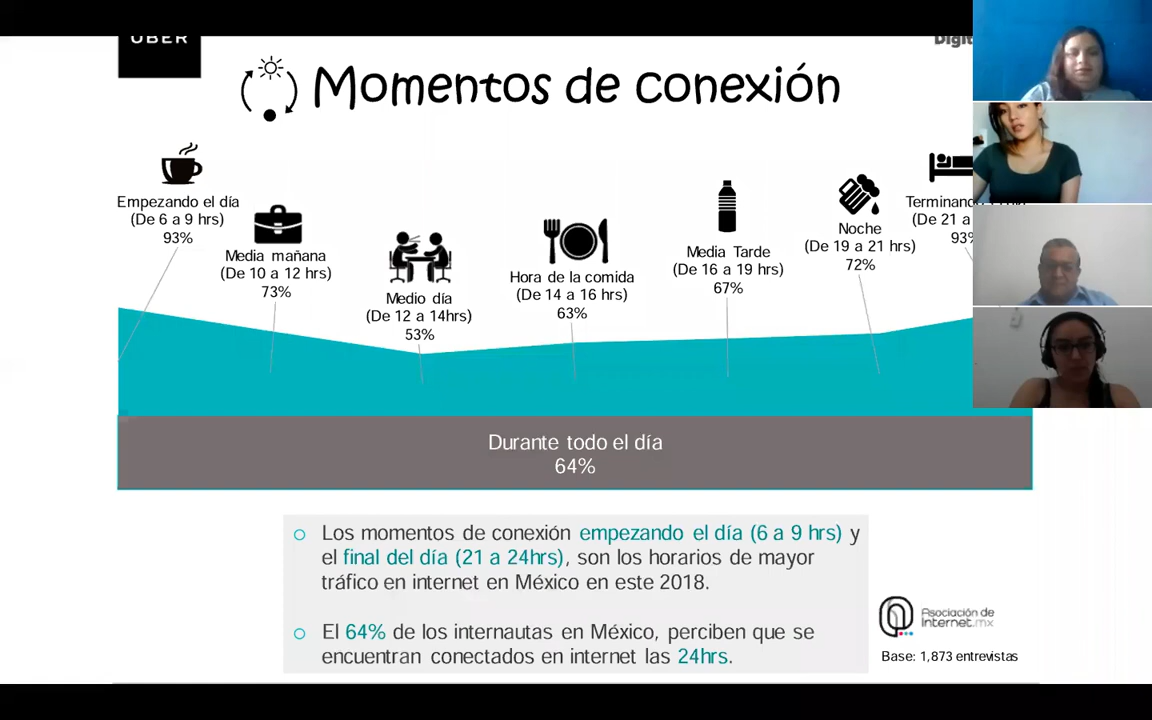 UBER
Digit
Momentos de conexión
Empezando el día
(De 6 a 9 hrs)
93%
Media mañana
(De 10 a 12 hrs)
73%
Medio día
(De 12 a 14hrs)
53%
Hora de la comida
(De 14 a 16 hrs)
63%
Media Tarde
(De 16 a 19 hrs)
67%
Noche
(De 19 a 21 hrs)
72%
Terminando
(De 21 a
93%
Durante todo el día
64%
Los momentos de conexión empezando el día (6 a 9 hrs) y
el final del día (21 a 24hrs), son los horarios de mayor
tráfico en internet en México en este 2018.
El 64% de los internautas en México, perciben que se
encuentran conectados en internet las 24hrs.
Asociación de
Internet.mx
Base: 1,873 entrevistas